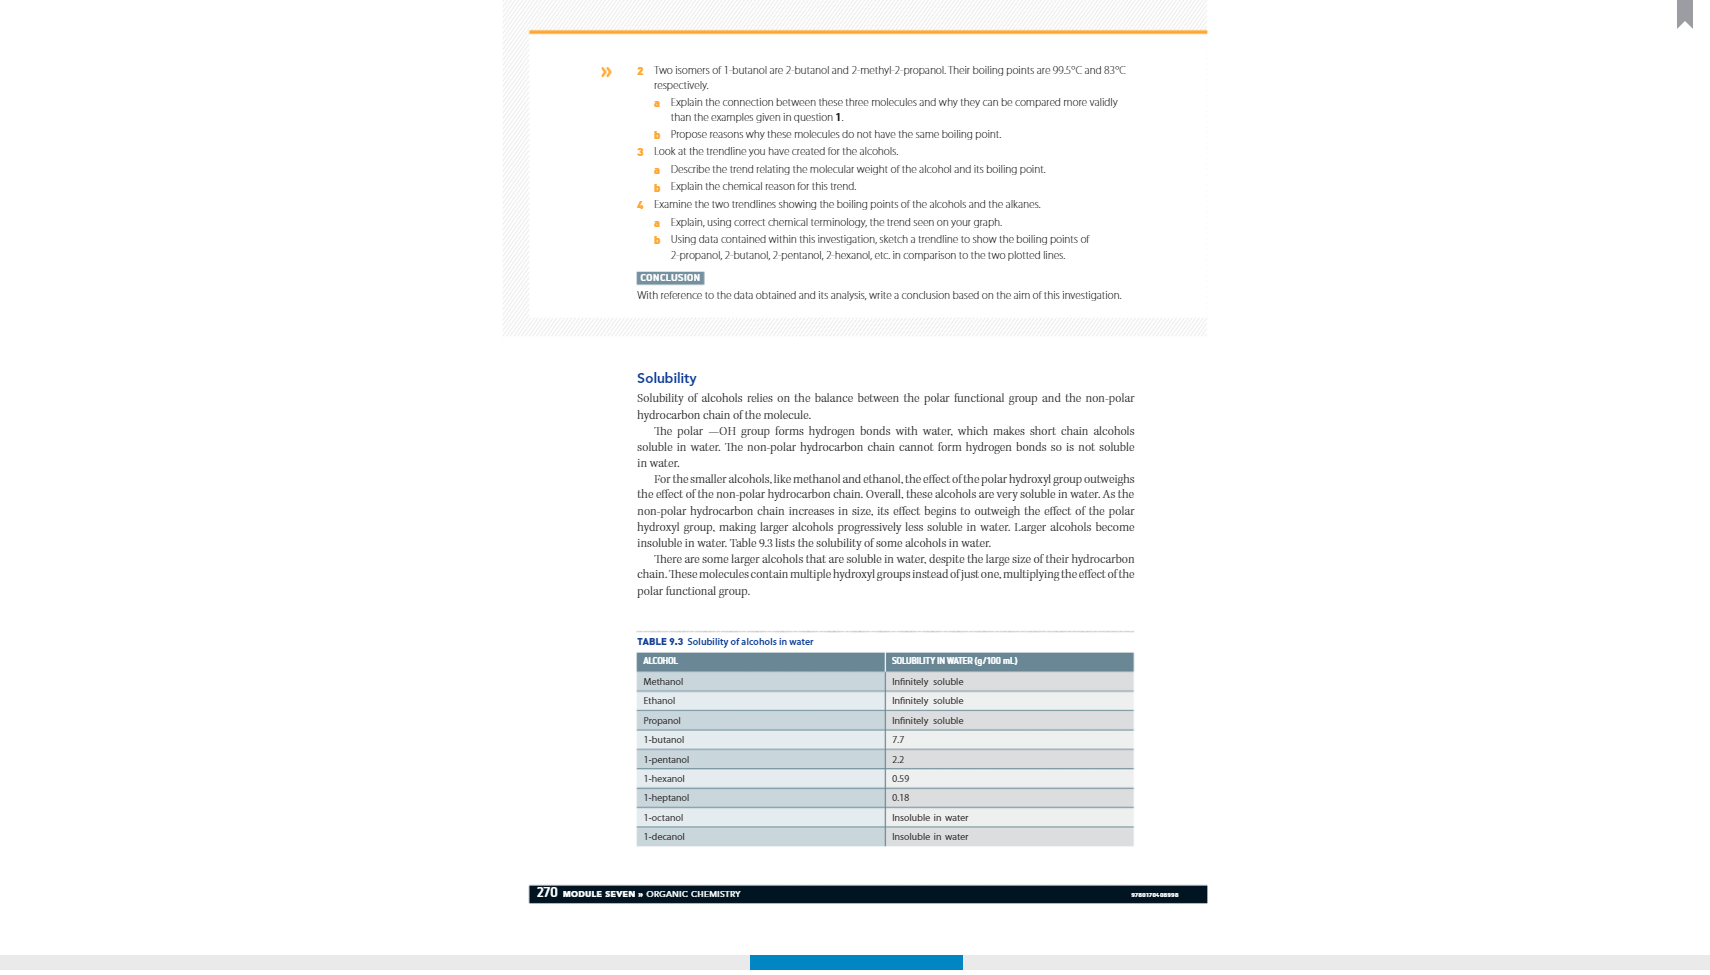 » 2 Two isomers of 1-butanol are 2-butanol and 2-methyl-2-propanol. Their boiling points are 99.5°C and 83°C
respectively.
a Explain the connection between these three molecules and why they can be compared more validly
than the examples given in question 1.
b Propose reasons why these molecules do not have the same boiling point.
3 Look at the trendline you have created for the alcohols.
a Describe the trend relating the molecular weight of the alcohol and its boiling point.
b Explain the chemical reason for this trend.
4 Examine the two trendlines showing the boiling points of the alcohols and the alkanes.
a Explain, using correct chemical terminology, the trend seen on your graph.
b Using data contained within this investigation, sketch a trendline to show the boiling points of
2-propanol, 2-butanol, 2-pentanol, 2-hexanol, etc. in comparison to the two plotted lines.
CONCLUSION
With reference to the data obtained and its analysis, write a conclusion based on the aim of this investigation.
Solubility
Solubility of alcohols relies on the balance between the polar functional group and the non-polar
hydrocarbon chain of the molecule.
The polar —OH group forms hydrogen bonds with water, which makes short chain alcohols
soluble in water. The non-polar hydrocarbon chain cannot form hydrogen bonds so is not soluble
in water.
For the smaller alcohols, like methanol and ethanol, the effect of the polar hydroxyl group outweighs
the effect of the non-polar hydrocarbon chain. Overall, these alcohols are very soluble in water. As the
non-polar hydrocarbon chain increases in size, its effect begins to outweigh the effect of the polar
hydroxyl group, making larger alcohols progressively less soluble in water. Larger alcohols become
insoluble in water. Table 9.3 lists the solubility of some alcohols in water.
There are some larger alcohols that are soluble in water, despite the large size of their hydrocarbon
chain. These molecules contain multiple hydroxyl groups instead of just one, multiplying the effect of the
polar functional group.
TABLE 9.3 Solubility of alcohols in water
ALCOHOL SOLUBILITY IN WATER (g/100 mL)
Methanol Infinitely soluble
Ethanol Infinitely soluble
Propanol Infinitely soluble
1-butanol 7.7
1-pentanol 2.2
1-hexanol 0.59
1-heptanol 0.18
1-octanol Insoluble in water
1-decanol Insoluble in water
270 MODULE SEVEN » ORGANIC CHEMISTRY 9780170408998